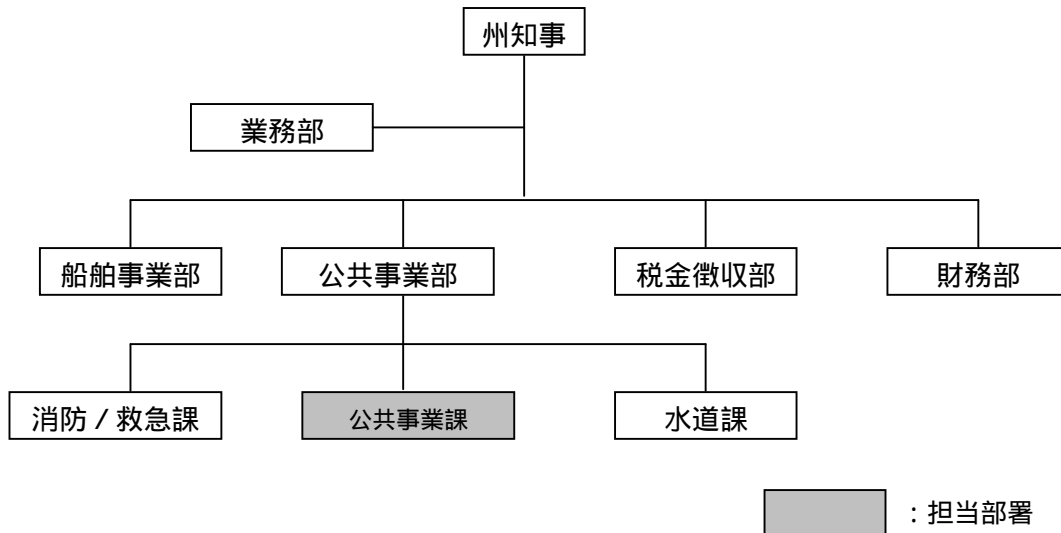 州知事
業務部
船舶事業部
公共事業部
税金徴収部
財務部
消防 / 救急課
公共事業課
水道課
：担当部署